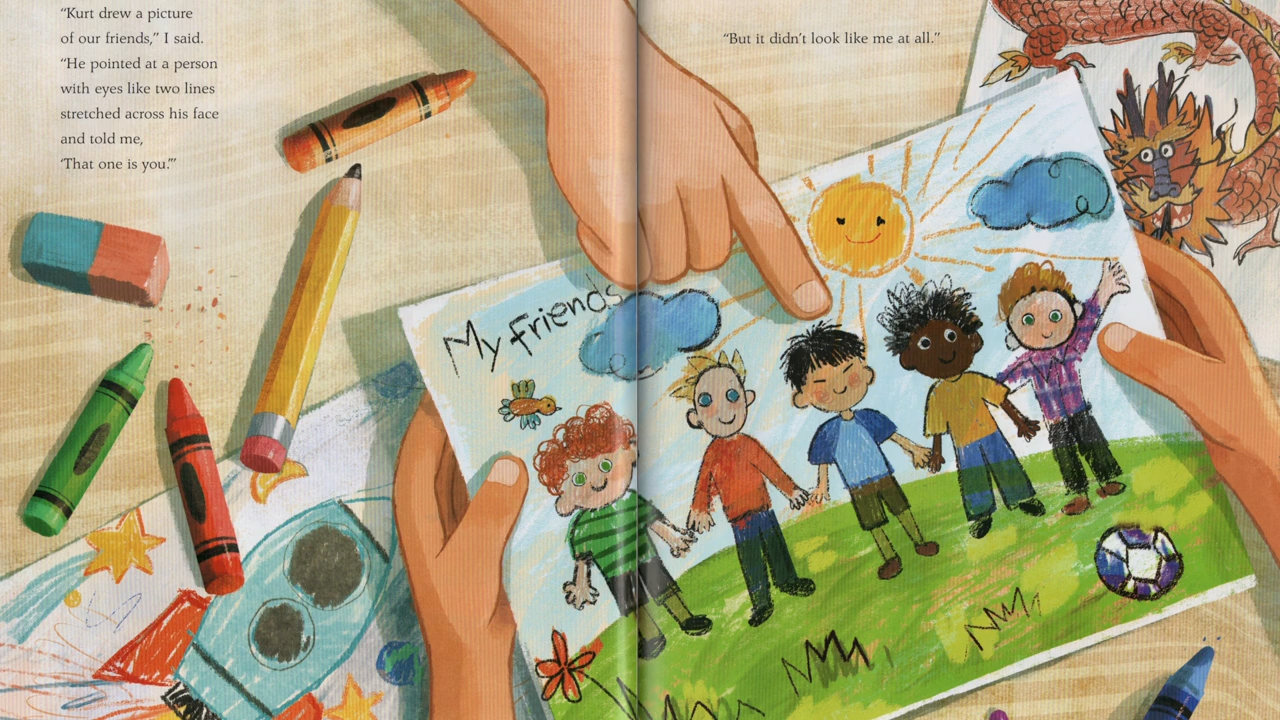 “Kurt drew a picture
of our friends,” I said.
“He pointed at a person
with eyes like two lines
stretched across his face
and told me,
‘That one is you.’”
“But it didn’t look like me at all.”
My friends